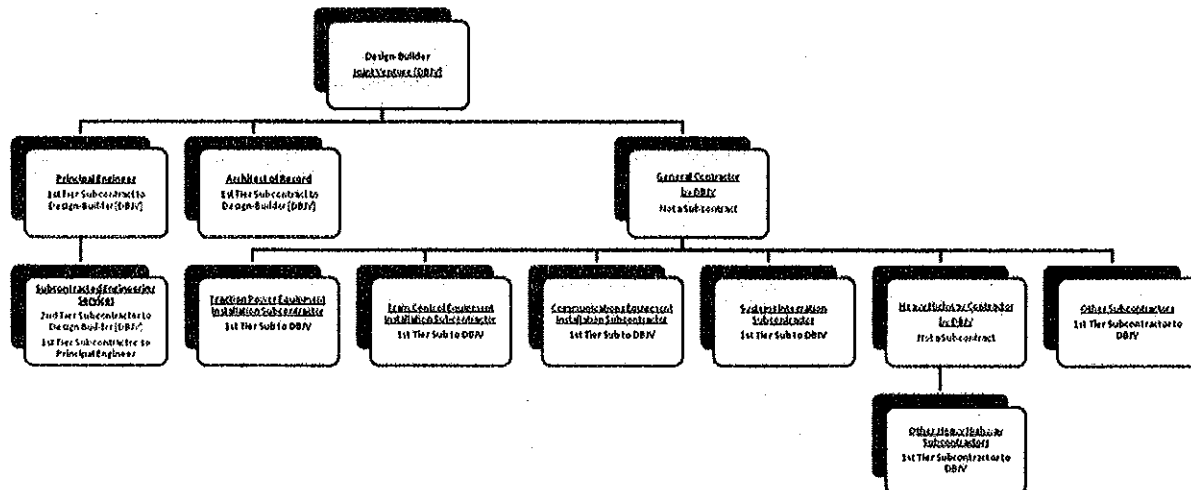 Design-Builder
Joint Venture [DBJV]
Principal Engineer
1st Tier Subcontract to
Design-Builder [DBJV]
Architect of Record
1st Tier Subcontract to
Design-Builder [DBJV]
General Contractor
by DBJV
Not a Subcontract
Subcontracted Engineering
Services
2nd Tier Subcontractor to
Design-Builder [DBJV]
1st Tier Subcontractor to
Principal Engineer
Traction Power Equipment
Installation Subcontractor
1st Tier Sub to DBJV
Train Control Equipment
Installation Subcontractor
1st Tier Sub to DBJV
Communications Equipment
Installation Subcontractor
1st Tier Sub to DBJV
Systems Integration
Subcontractor
1st Tier Sub to DBJV
Heavy Highway Contractor
by DBJV
Not a Subcontract
Other Subcontractors
1st Tier Subcontractor to
DBJV
Other Heavy Highway
Subcontractors
1st Tier Subcontractor to
DBJV